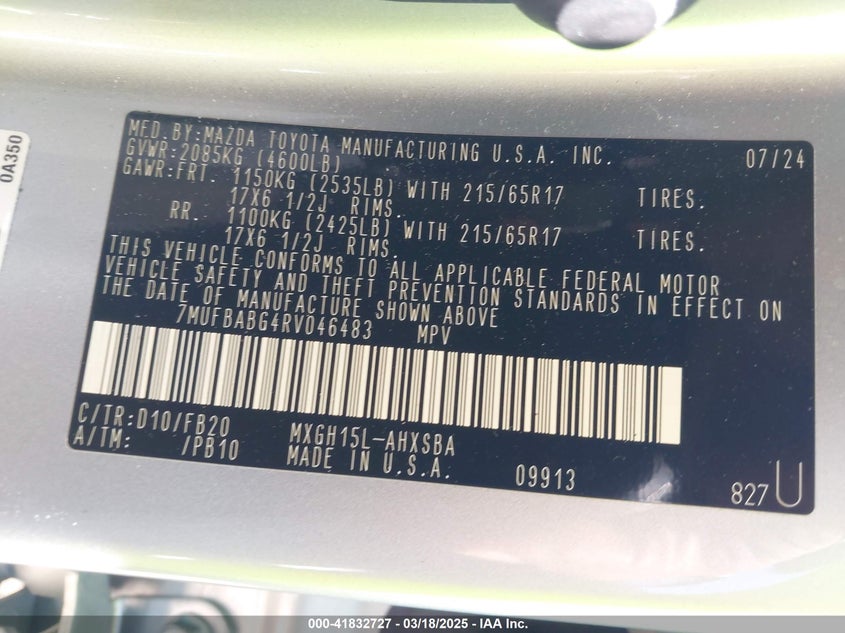 0A350
MFD.BY:MAZDA TOYOTA MANUFACTURING U.S.A. INC. 07/24
GVWR:2085KG (4600LB)
GAWR:FRT. 1150KG (2535LB) WITH 215/65R17 TIRES.
17X6 1/2J RIMS.
RR. 1100KG (2425LB) WITH 215/65R17 TIRES.
17X6 1/2J RIMS.
THIS VEHICLE CONFORMS TO ALL APPLICABLE FEDERAL MOTOR
VEHICLE SAFETY AND THEFT PREVENTION STANDARDS IN EFFECT ON
THE DATE OF MANUFACTURE SHOWN ABOVE
7MUFBABG4RV046483 MPV
C/TR:D10/FB20 MXGH15L-AHXSBA
A/TM: /PB10 MADE IN U.S.A. 09913
827U
000-41832727 — 03/18/2025 — IAA Inc.